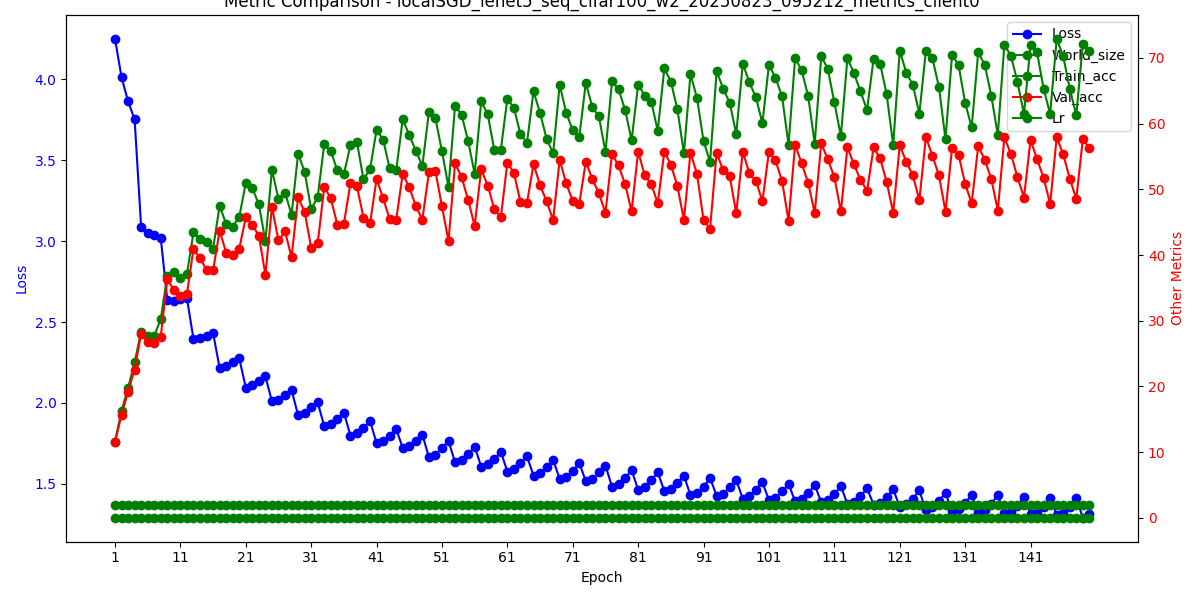 Metric Comparison - localSGD_lenet5_seq_cifar100_w2_20250823_095212_metrics_client0
Loss
World_size
Train_acc
Val_acc
Lr
4.0
3.5
3.0
2.5
2.0
1.5
Loss
70
60
50
40
30
20
10
0
Other Metrics
1 11 21 31 41 51 61 71 81 91 101 111 121 131 141
Epoch